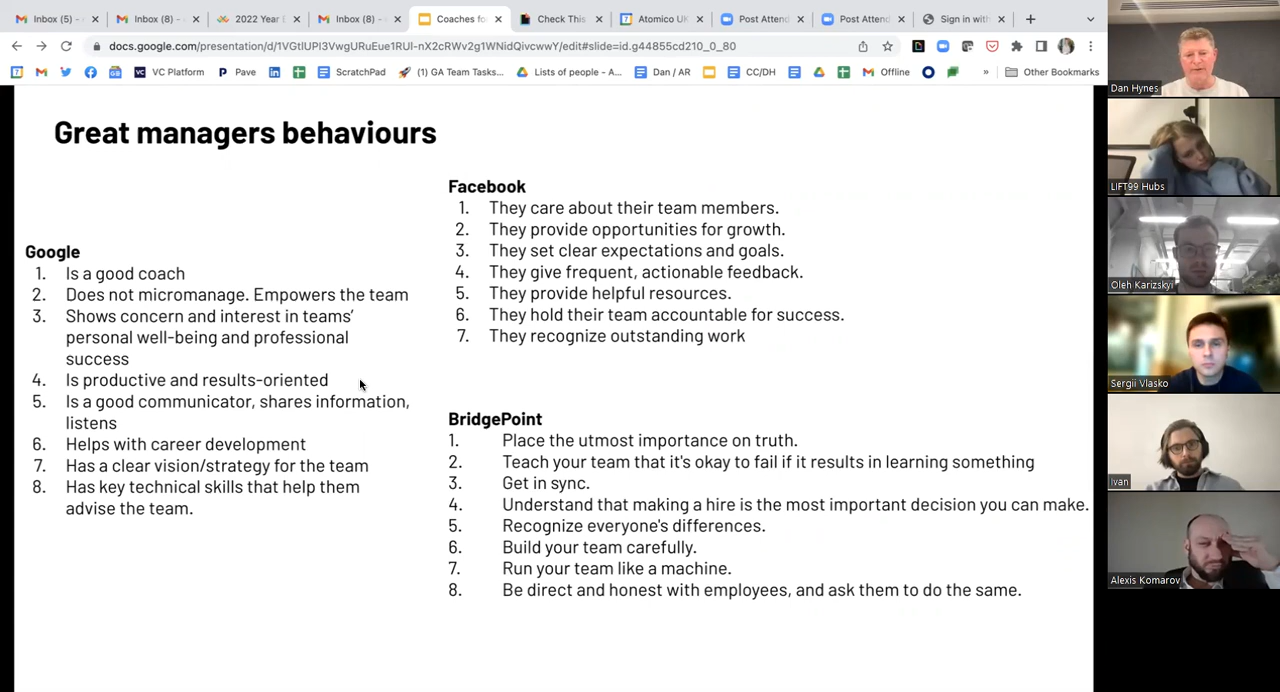 Inbox (5) -
Inbox (8) -
2022 Year E
Inbox (8) -
Coaches fo
Check This
Atomico UK
Post Attend
Post Attend
Sign in with
docs.google.com/presentation/d/1VGtIUPI3VwgURuEue1RUI-nX2cRWv2g1WNidQivcwwY/edit#slide=id.g44855cd210_0_80
VC Platform
Pave
ScratchPad
(1) GA Team Tasks...
Lists of people - A...
Dan / AR
CC/DH
Offline
»
Other Bookmarks
Great managers behaviours
Google
1. Is a good coach
2. Does not micromanage. Empowers the team
3. Shows concern and interest in teams’
personal well-being and professional
success
4. Is productive and results-oriented
5. Is a good communicator, shares information,
listens
6. Helps with career development
7. Has a clear vision/strategy for the team
8. Has key technical skills that help them
advise the team.
Facebook
1. They care about their team members.
2. They provide opportunities for growth.
3. They set clear expectations and goals.
4. They give frequent, actionable feedback.
5. They provide helpful resources.
6. They hold their team accountable for success.
7. They recognize outstanding work
BridgePoint
1. Place the utmost importance on truth.
2. Teach your team that it's okay to fail if it results in learning something
3. Get in sync.
4. Understand that making a hire is the most important decision you can make.
5. Recognize everyone's differences.
6. Build your team carefully.
7. Run your team like a machine.
8. Be direct and honest with employees, and ask them to do the same.
Dan Hynes
LIFT99 Hubs
Oleh Karizskyi
Sergii Vlasko
Ivan
Alexis Komarov